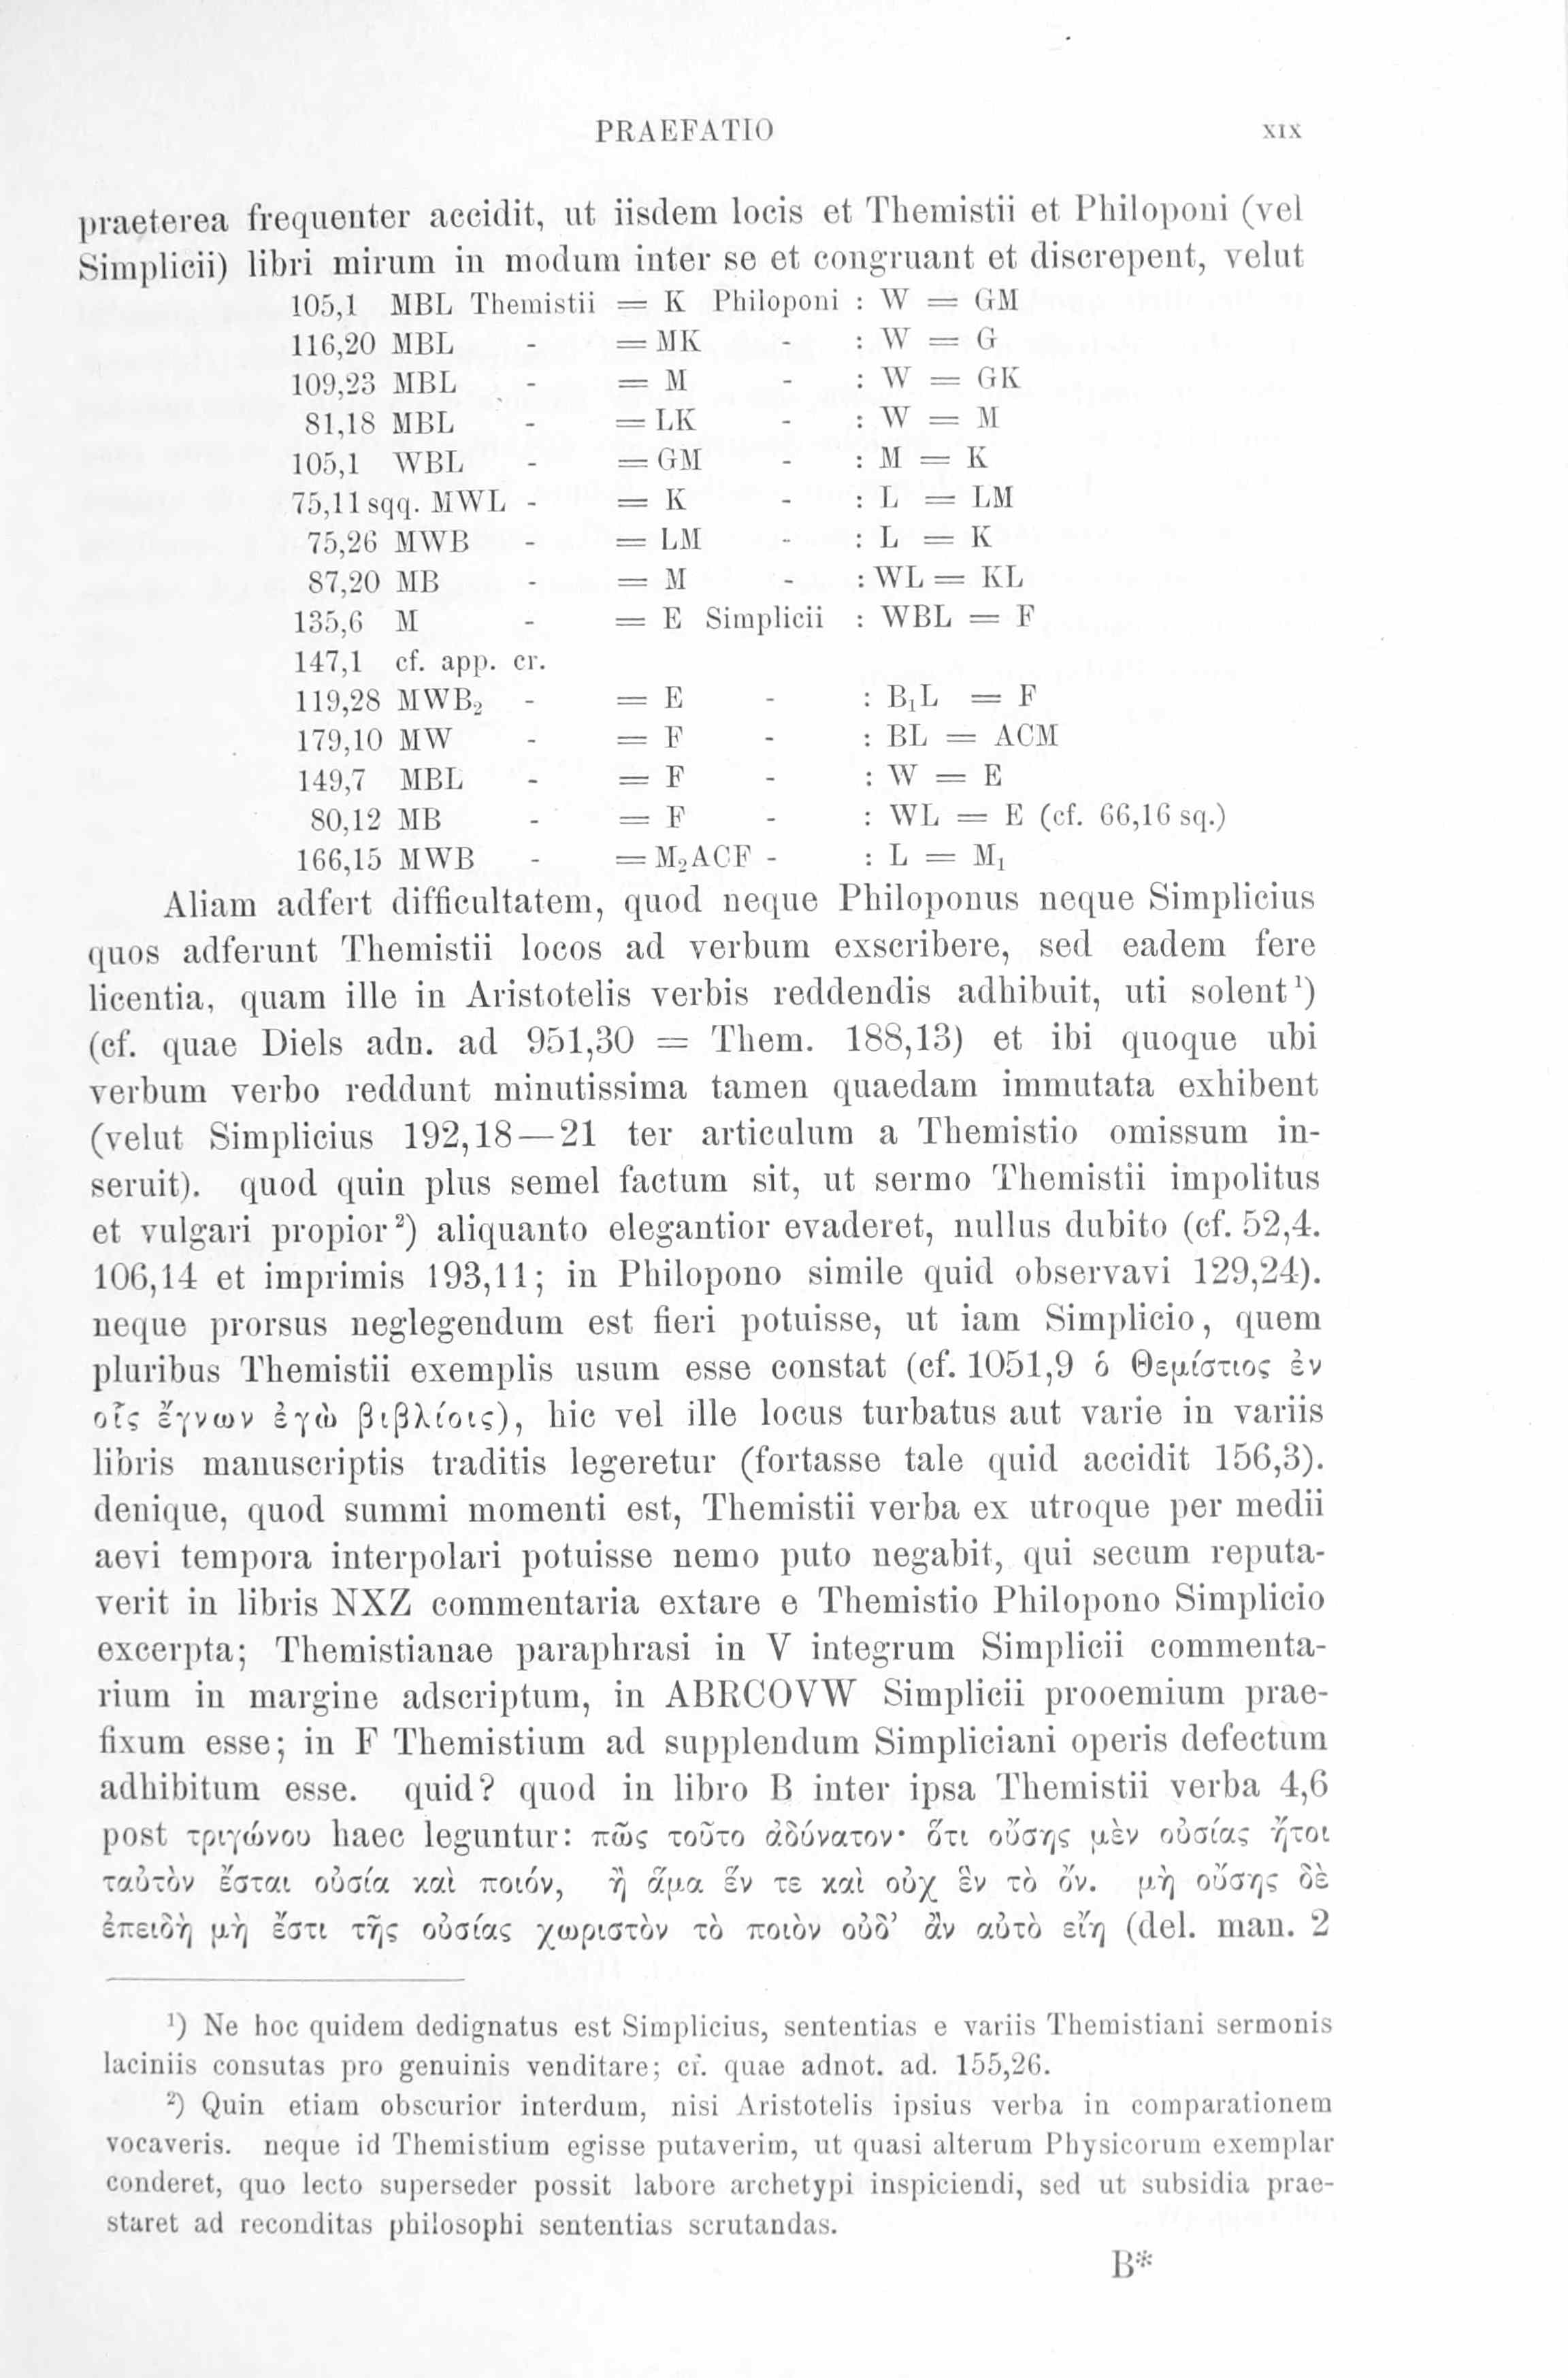 PRAEFATIO XIX
praeterea frequenter accidit, ut iisdem locis et Themistii et Philoponi (vel
Simplicii) libri mirum in modum inter se et congruant et discrepent, velut
105,1 MBL Themistii = K Philoponi : W = GM
116,20 MBL - = MK - : W = G
109,23 MBL - = M - : W = GK
81,18 MBL - = LK - : W = M
105,1 WBL - = GM - : M = K
75,11 sqq. MWL - = K - : L = LM
75,26 MWB - = LM - : L = K
87,20 MB - = M - : WL = KL
135,6 M - = E Simplicii : WBL = F
147,1 cf. app. cr.
119,28 MWB₂ - = E - : B₁L = F
179,10 MW - = F - : BL = ACM
149,7 MBL - = F - : W = E
80,12 MB - = F - : WL = E (cf. 66,16 sq.)
166,15 MWB - = M₂ACF - : L = M₁
Aliam adfert difficultatem, quod neque Philoponus neque Simplicius
quos adferunt Themistii locos ad verbum exscribere, sed eadem fere
licentia, quam ille in Aristotelis verbis reddendis adhibuit, uti solent¹)
(cf. quae Diels adn. ad 951,30 = Them. 188,13) et ibi quoque ubi
verbum verbo reddunt minutissima tamen quaedam immutata exhibent
(velut Simplicius 192,18—21 ter articulum a Themistio omissum in-
seruit). quod quin plus semel factum sit, ut sermo Themistii impolitus
et vulgari propior²) aliquanto elegantior evaderet, nullus dubito (cf. 52,4.
106,14 et imprimis 193,11; in Philopono simile quid observavi 129,24).
neque prorsus neglegendum est fieri potuisse, ut iam Simplicio, quem
pluribus Themistii exemplis usum esse constat (cf. 1051,9 ὁ Θεμίστιος ἐν
οἷς ἔγνων ἐγὼ βιβλίοις), hic vel ille locus turbatus aut varie in variis
libris manuscriptis traditis legeretur (fortasse tale quid accidit 156,3).
denique, quod summi momenti est, Themistii verba ex utroque per medii
aevi tempora interpolari potuisse nemo puto negabit, qui secum reputa-
verit in libris NXZ commentaria extare e Themistio Philopono Simplicio
excerpta; Themistianae paraphrasi in V integrum Simplicii commenta-
rium in margine adscriptum, in ABRCOVW Simplicii prooemium prae-
fixum esse; in F Themistium ad supplendum Simpliciani operis defectum
adhibitum esse. quid? quod in libro B inter ipsa Themistii verba 4,6
post τριγώνου haec leguntur: πῶς τοῦτο ἀδύνατον· ὅτι οὔσης μὲν οὐσίας ἤτοι
ταὐτὸν ἔσται οὐσία καὶ ποιόν, ἢ ἅμα ἕν τε καὶ οὐχ ἓν τὸ ὄν. μὴ οὔσης δὲ
ἐπειδὴ μὴ ἔστι τῆς οὐσίας χωριστὸν τὸ ποιὸν οὐδ’ ἂν αὐτὸ εἴη (del. man. 2
¹) Ne hoc quidem dedignatus est Simplicius, sententias e variis Themistiani sermonis
laciniis consutas pro genuinis venditare; cf. quae adnot. ad. 155,26.
²) Quin etiam obscurior interdum, nisi Aristotelis ipsius verba in comparationem
vocaveris. neque id Themistium egisse putaverim, ut quasi alterum Physicorum exemplar
conderet, quo lecto superseder possit labore archetypi inspiciendi, sed ut subsidia prae-
staret ad reconditas philosophi sententias scrutandas.
B*